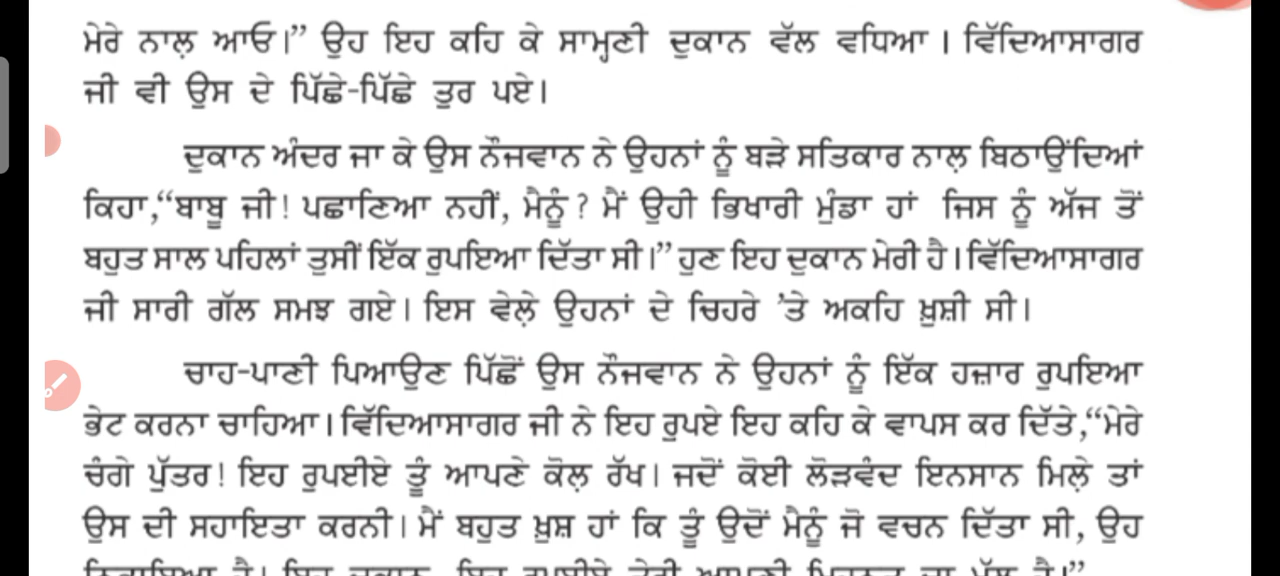 ਮੇਰੇ ਨਾਲ਼ ਆਓ।” ਉਹ ਇਹ ਕਹਿ ਕੇ ਸਾਮ੍ਹਣੀ ਦੁਕਾਨ ਵੱਲ ਵਧਿਆ। ਵਿੱਦਿਆਸਾਗਰ
ਜੀ ਵੀ ਉਸ ਦੇ ਪਿੱਛੇ-ਪਿੱਛੇ ਤੁਰ ਪਏ।
ਦੁਕਾਨ ਅੰਦਰ ਜਾ ਕੇ ਉਸ ਨੌਜਵਾਨ ਨੇ ਉਹਨਾਂ ਨੂੰ ਬੜੇ ਸਤਿਕਾਰ ਨਾਲ਼ ਬਿਠਾਉਂਦਿਆਂ
ਕਿਹਾ,“ਬਾਬੂ ਜੀ! ਪਛਾਣਿਆ ਨਹੀਂ, ਮੈਨੂੰ? ਮੈਂ ਉਹੀ ਭਿਖਾਰੀ ਮੁੰਡਾ ਹਾਂ ਜਿਸ ਨੂੰ ਅੱਜ ਤੋਂ
ਬਹੁਤ ਸਾਲ ਪਹਿਲਾਂ ਤੁਸੀਂ ਇੱਕ ਰੁਪਇਆ ਦਿੱਤਾ ਸੀ।” ਹੁਣ ਇਹ ਦੁਕਾਨ ਮੇਰੀ ਹੈ। ਵਿੱਦਿਆਸਾਗਰ
ਜੀ ਸਾਰੀ ਗੱਲ ਸਮਝ ਗਏ। ਇਸ ਵੇਲ਼ੇ ਉਹਨਾਂ ਦੇ ਚਿਹਰੇ ’ਤੇ ਅਕਹਿ ਖ਼ੁਸ਼ੀ ਸੀ।
ਚਾਹ-ਪਾਣੀ ਪਿਆਉਣ ਪਿੱਛੋਂ ਉਸ ਨੌਜਵਾਨ ਨੇ ਉਹਨਾਂ ਨੂੰ ਇੱਕ ਹਜ਼ਾਰ ਰੁਪਇਆ
ਭੇਟ ਕਰਨਾ ਚਾਹਿਆ। ਵਿੱਦਿਆਸਾਗਰ ਜੀ ਨੇ ਇਹ ਰੁਪਏ ਇਹ ਕਹਿ ਕੇ ਵਾਪਸ ਕਰ ਦਿੱਤੇ,“ਮੇਰੇ
ਚੰਗੇ ਪੁੱਤਰ! ਇਹ ਰੁਪਈਏ ਤੂੰ ਆਪਣੇ ਕੋਲ਼ ਰੱਖ। ਜਦੋਂ ਕੋਈ ਲੋੜਵੰਦ ਇਨਸਾਨ ਮਿਲ਼ੇ ਤਾਂ
ਉਸ ਦੀ ਸਹਾਇਤਾ ਕਰਨੀ। ਮੈਂ ਬਹੁਤ ਖ਼ੁਸ਼ ਹਾਂ ਕਿ ਤੂੰ ਉਦੋਂ ਮੈਨੂੰ ਜੋ ਵਚਨ ਦਿੱਤਾ ਸੀ, ਉਹ